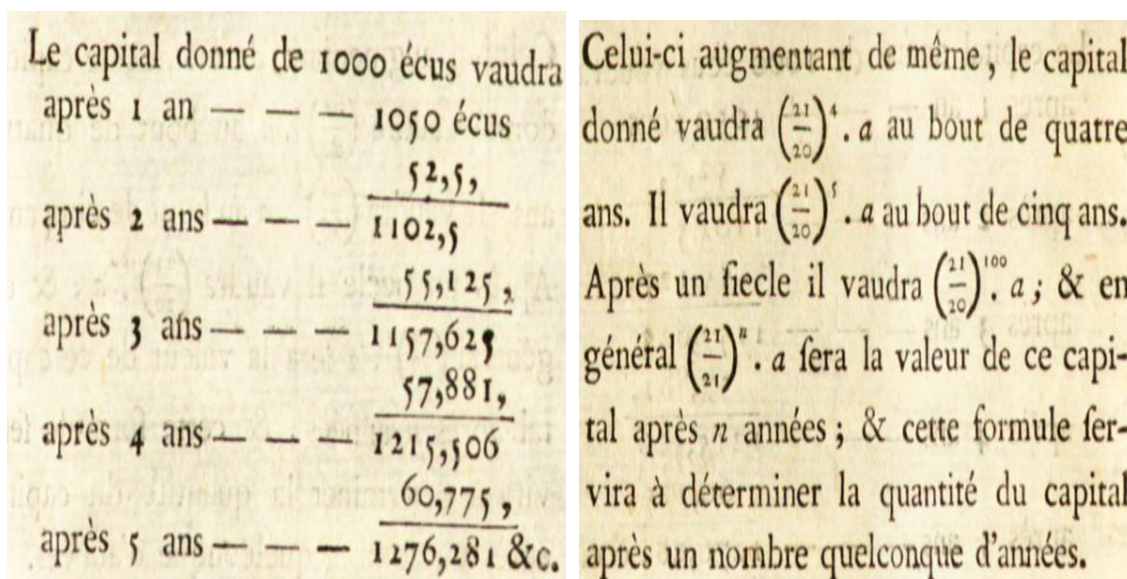 Le capital donné de 1000 écus vaudra
après 1 an — — — 1050 écus
52,5,
après 2 ans — — — 1102,5
55,125,
après 3 ans — — — 1157,625
57,881,
après 4 ans — — — 1215,506
60,775,
après 5 ans — — — 1276,281 &c.
Celui-ci augmentant de même, le capital
donné vaudra (21/20)⁴. a au bout de quatre
ans. Il vaudra (21/20)⁵. a au bout de cinq ans.
Après un ſiecle il vaudra (21/20)¹⁰⁰. a; & en
général (21/21)ⁿ. a ſera la valeur de ce capi-
tal après n années; & cette formule ſer-
vira à déterminer la quantité du capital
après un nombre quelconque d'années.